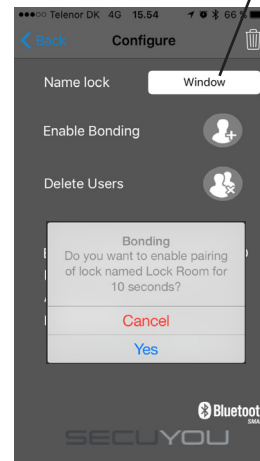 Telenor DK 4G 15.54 66 %
Back Configure
Name lock Window
Enable Bonding
Delete Users
Bonding
Do you want to enable pairing
of lock named Lock Room for
10 seconds?
Cancel
Yes
Bluetoot
SMA
SECUYOU